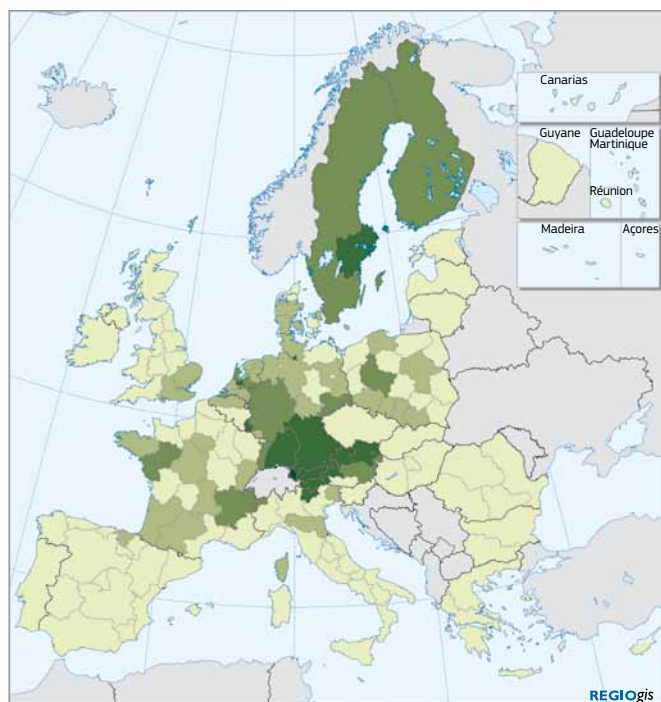 Canarias
Guyane
Guadeloupe
Martinique
Réunion
Madeira
Açores
REGIOgis